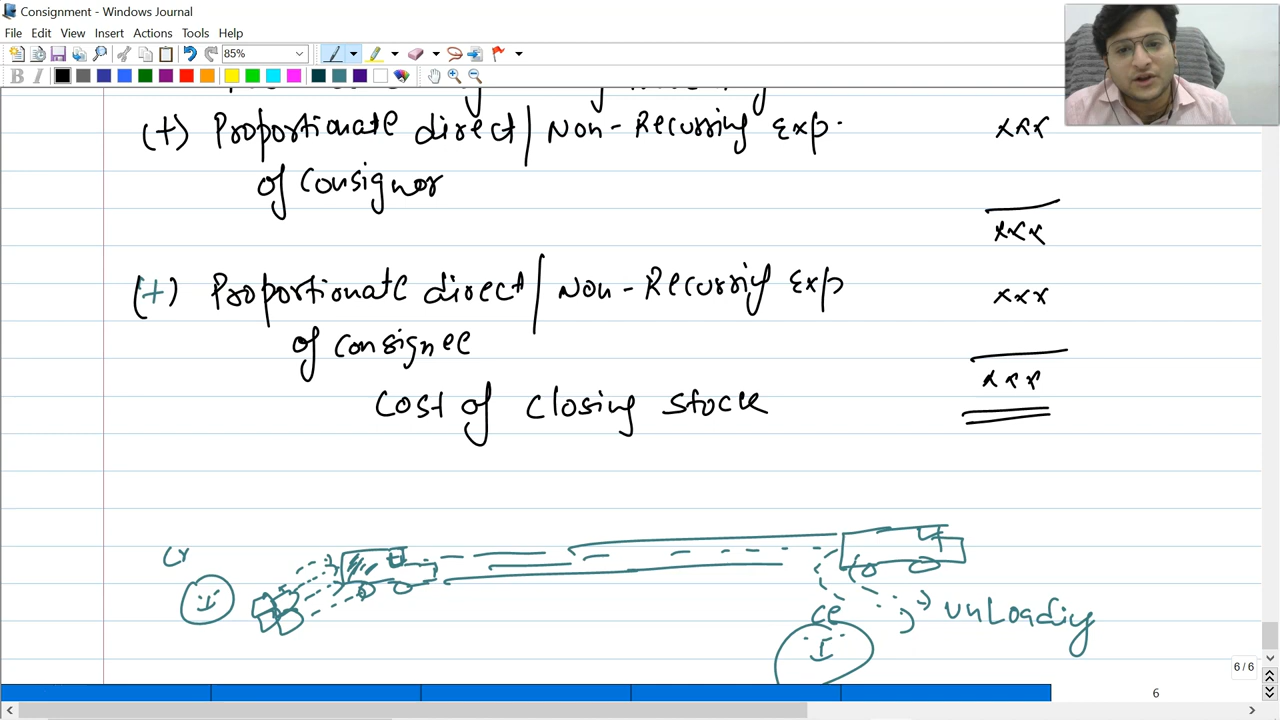 Consignment - Windows Journal
File Edit View Insert Actions Tools Help
85%
B I
(+) Proportionate direct / Non-Recurring Exp. xxx
of Consignor
xxx
(+) Proportionate direct / Non-Recurrig Exp xxx
of Consignee
xxx
Cost of Closing Stock
Cr
CE
unLoading
6 / 6
6